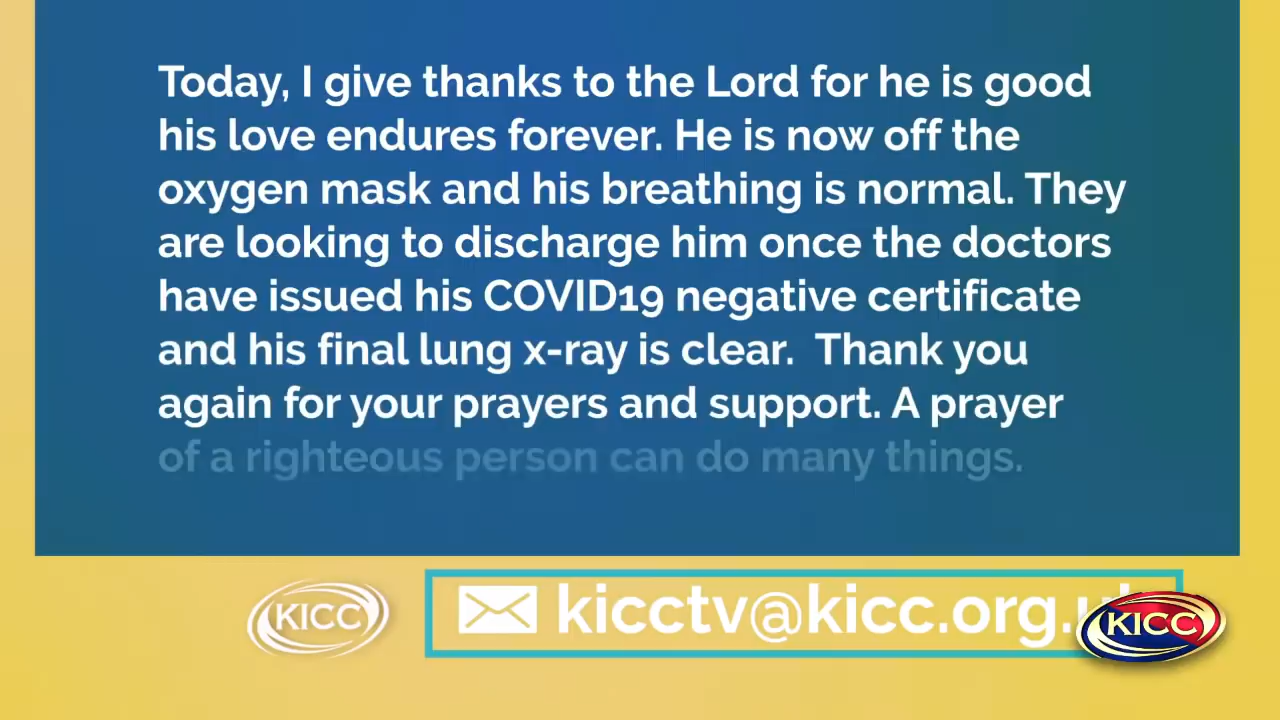 Today, I give thanks to the Lord for he is good
his love endures forever. He is now off the
oxygen mask and his breathing is normal. They
are looking to discharge him once the doctors
have issued his COVID19 negative certificate
and his final lung x-ray is clear.  Thank you
again for your prayers and support. A prayer
of a righteous person can do many things.
KICC
kicctv@kicc.org.
KICC